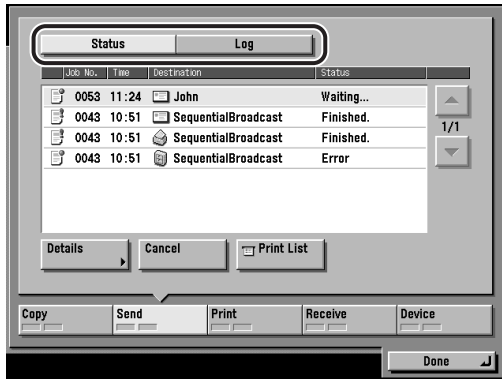 Status Log
Job No. Time Destination Status
0053 11:24 John Waiting...
0043 10:51 SequentialBroadcast Finished.
0043 10:51 SequentialBroadcast Finished.
0043 10:51 SequentialBroadcast Error
1/1
Details Cancel Print List
Copy Send Print Receive Device
Done